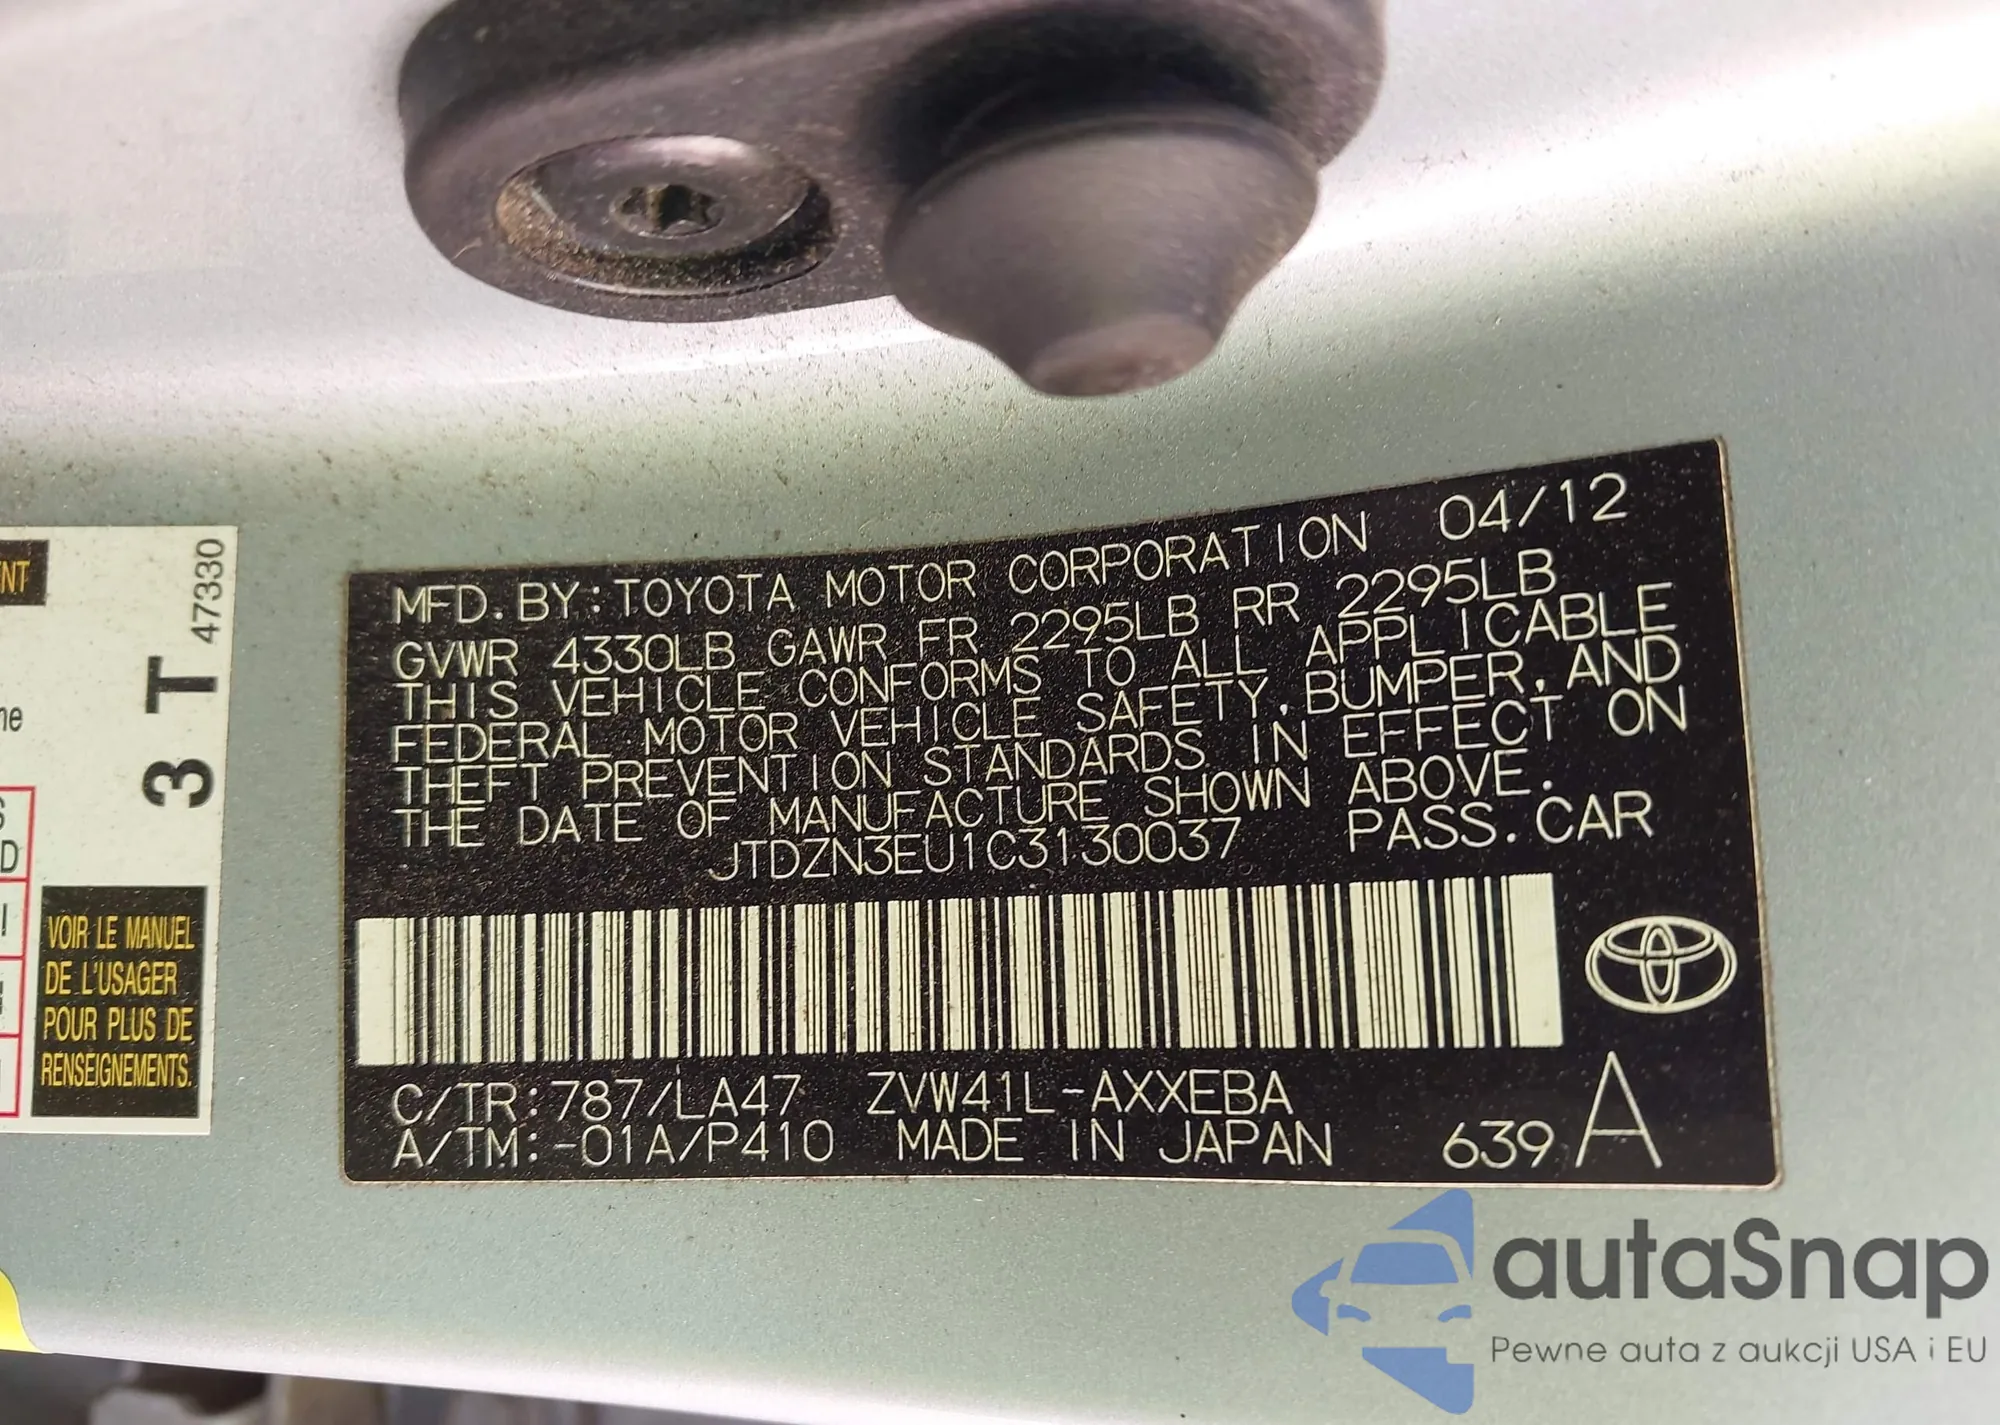 MFD.BY:TOYOTA MOTOR CORPORATION 04/12
GVWR 4330LB GAWR FR 2295LB RR 2295LB
THIS VEHICLE CONFORMS TO ALL APPLICABLE
FEDERAL MOTOR VEHICLE SAFETY, BUMPER, AND
THEFT PREVENTION STANDARDS IN EFFECT ON
THE DATE OF MANUFACTURE SHOWN ABOVE.
JTDZN3EU1C3130037 PASS.CAR
C/TR:787/LA47 ZVW41L-AXXEBA
A/TM:-01A/P410 MADE IN JAPAN 639 A
3 T 47330
VOIR LE MANUEL
DE L'USAGER
POUR PLUS DE
RENSEIGNEMENTS.
autaSnap
Pewne auta z aukcji USA i EU